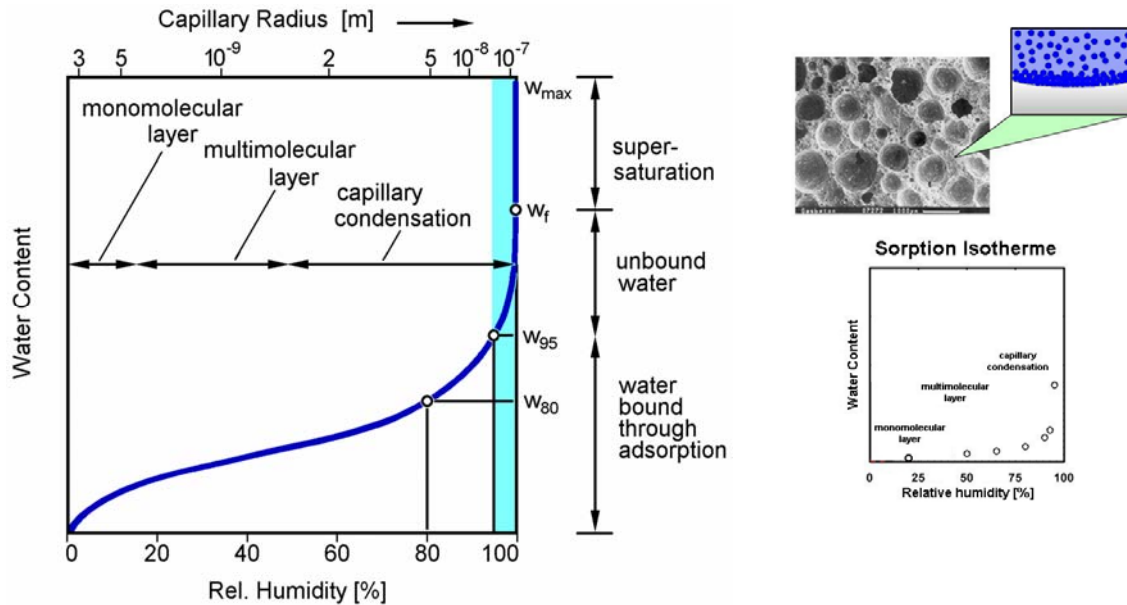 Capillary Radius [m]
3 5 10⁻⁹ 2 5 10⁻⁸ 10⁻⁷
monomolecular
layer
multimolecular
layer
capillary
condensation
Water Content
w_max
w_f
w_95
w_80
super-
saturation
unbound
water
water
bound
through
adsorption
0 20 40 60 80 100
Rel. Humidity [%]
Sorption Isotherme
Water Content
capillary
condensation
multimolecular
layer
monomolecular
layer
0 25 50 75 100
Relative humidity [%]